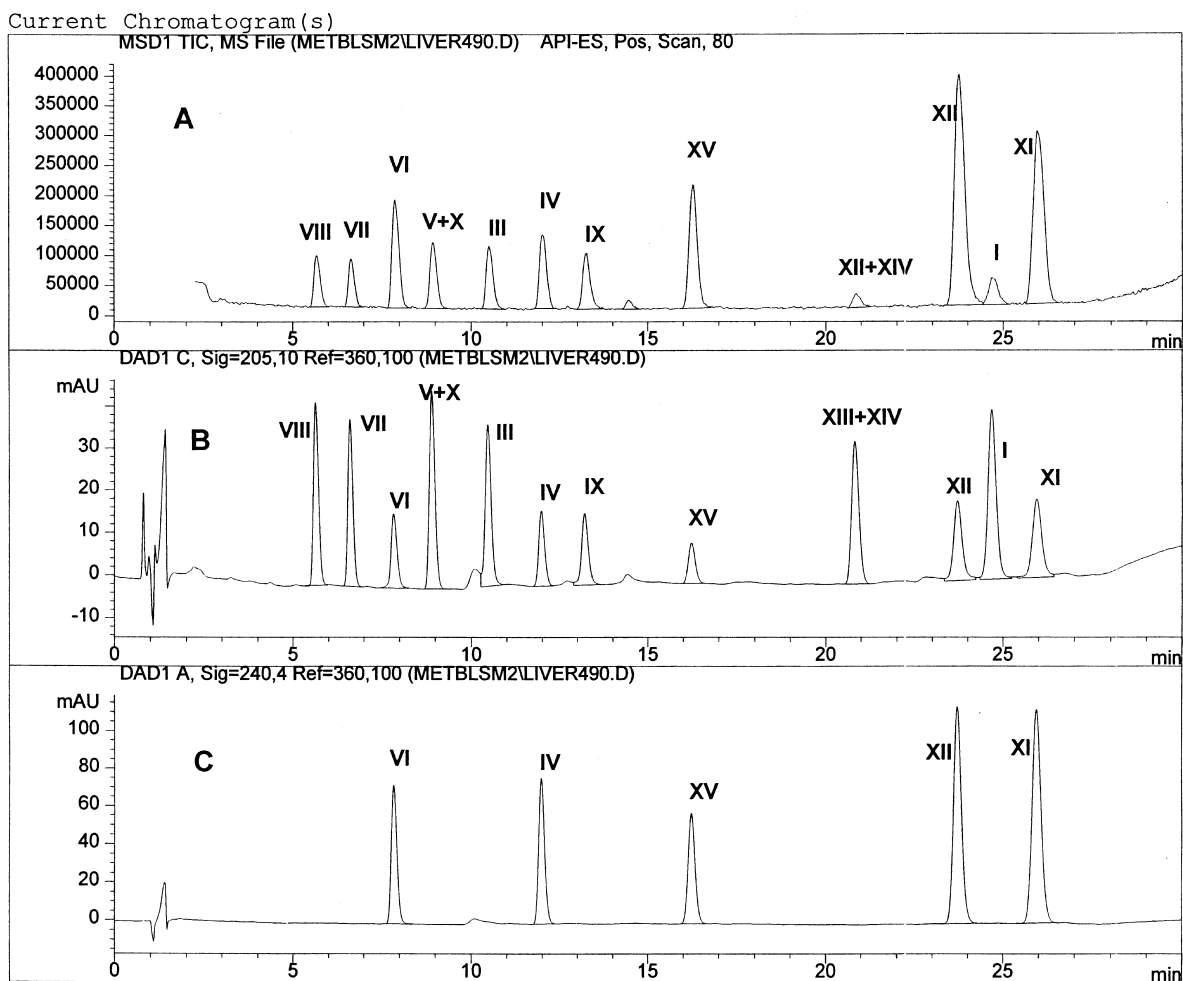 Current Chromatogram(s)
MSD1 TIC, MS File (METBLSM2\LIVER490.D) API-ES, Pos, Scan, 80
400000
350000
300000
250000
200000
150000
100000
50000
0
A
VIII
VII
VI
V+X
III
IV
IX
XV
XII+XIV
XII
I
XI
0 5 10 15 20 25 min
DAD1 C, Sig=205,10 Ref=360,100 (METBLSM2\LIVER490.D)
mAU
30
20
10
0
-10
B
VIII
VII
VI
V+X
III
IV
IX
XV
XIII+XIV
XII
I
XI
0 5 10 15 20 25 min
DAD1 A, Sig=240,4 Ref=360,100 (METBLSM2\LIVER490.D)
mAU
100
80
60
40
20
0
C
VI
IV
XV
XII
XI
0 5 10 15 20 25 min